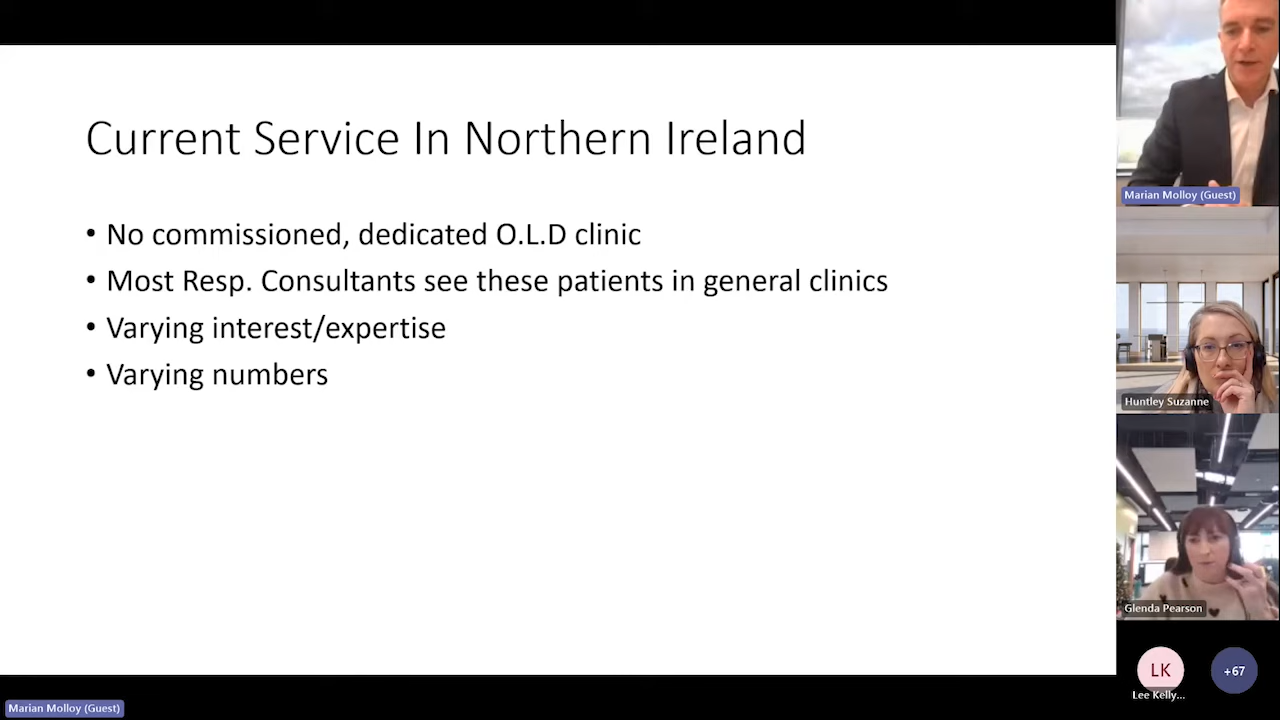 Current Service In Northern Ireland
• No commissioned, dedicated O.L.D clinic
• Most Resp. Consultants see these patients in general clinics
• Varying interest/expertise
• Varying numbers
Marian Molloy (Guest)
Huntley Suzanne
Glenda Pearson
LK
+67
Lee Kelly...
Marian Molloy (Guest)